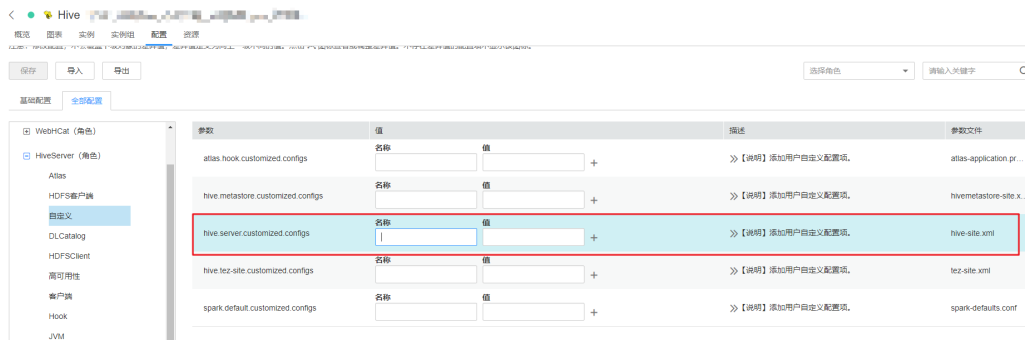 Hive
概览 图表 实例 实例组 配置 资源
保存 导入 导出 选择角色 请输入关键字
基础配置 全部配置
WebHCat（角色）
HiveServer（角色）
Atlas
HDFS客户端
自定义
DLCatalog
HDFSClient
高可用性
客户端
Hook
JVM
参数 值 描述 参数文件
名称 值
atlas.hook.customized.configs 》【说明】添加用户自定义配置项。 atlas-application.pr...
名称 值
hive.metastore.customized.configs 》【说明】添加用户自定义配置项。 hivemetastore-site.x...
名称 值
hive.server.customized.configs 》【说明】添加用户自定义配置项。 hive-site.xml
名称 值
hive.tez-site.customized.configs 》【说明】添加用户自定义配置项。 tez-site.xml
名称 值
spark.default.customized.configs 》【说明】添加用户自定义配置项。 spark-defaults.conf